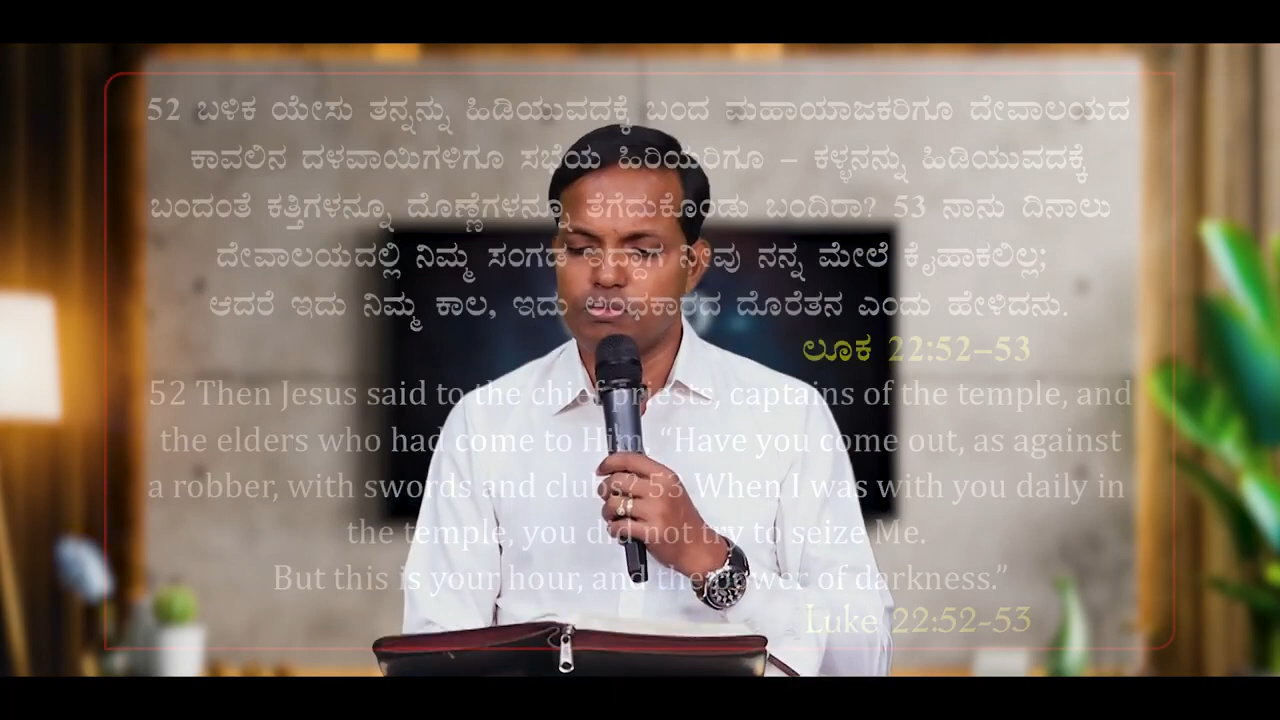 52 ಬಳಿಕ ಯೇಸು ತನ್ನನ್ನು ಹಿಡಿಯುವದಕ್ಕೆ ಬಂದ ಮಹಾಯಾಜಕರಿಗೂ ದೇವಾಲಯದ
ಕಾವಲಿನ ದಳವಾಯಿಗಳಿಗೂ ಸಭೆಯ ಹಿರಿಯರಿಗೂ – ಕಳ್ಳನನ್ನು ಹಿಡಿಯುವದಕ್ಕೆ
ಬಂದಂತೆ ಕತ್ತಿಗಳನ್ನೂ ದೊಣ್ಣೆಗಳನ್ನೂ ತೆಗೆದುಕೊಂಡು ಬಂದಿರಾ? 53 ನಾನು ದಿನಾಲು
ದೇವಾಲಯದಲ್ಲಿ ನಿಮ್ಮ ಸಂಗಡ ನೀವು ನನ್ನ ಮೇಲೆ ಕೈಹಾಕಲಿಲ್ಲ;
ಆದರೆ ಇದು ನಿಮ್ಮ ಕಾಲ, ಇದು ದೊರೆತನ ಎಂದು ಹೇಳಿದನು.
ಲೂಕ 22:52–53
52 Then Jesus said to the chief priests, captains of the temple, and
the elders who had come to Him, “Have you come out, as against
a robber, with swords and clubs? 53 When I was with you daily in
the temple, you did not try to seize Me.
But this is your hour, and the power of darkness.”
Luke 22:52-53